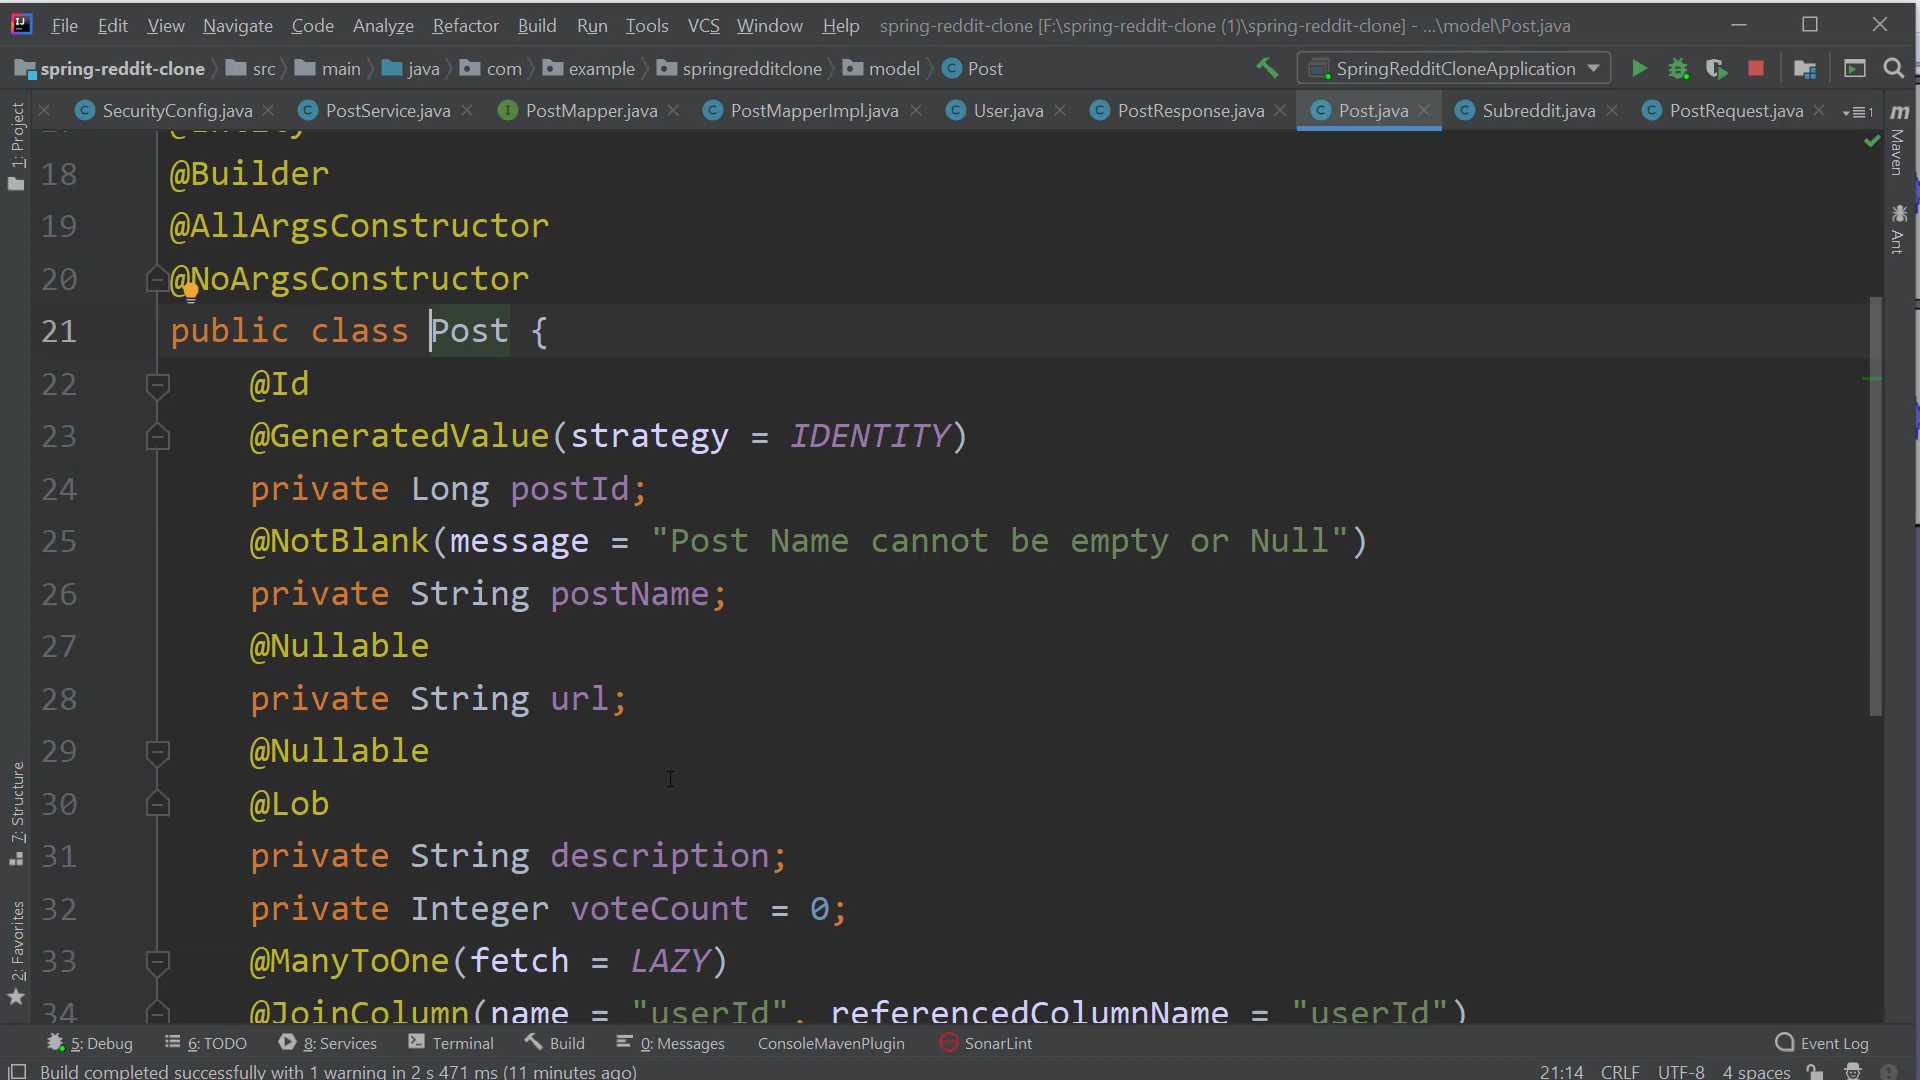 File Edit View Navigate Code Analyze Refactor Build Run Tools VCS Window Help spring-reddit-clone [F:\spring-reddit-clone (1)\spring-reddit-clone] - ...\model\Post.java
spring-reddit-clone src main java com example springredditclone model Post SpringRedditCloneApplication
SecurityConfig.java PostService.java PostMapper.java PostMapperImpl.java User.java PostResponse.java Post.java Subreddit.java PostRequest.java 1
1: Project
7: Structure
2: Favorites
18 @Builder
19 @AllArgsConstructor
20 @NoArgsConstructor
21 public class Post {
22 @Id
23 @GeneratedValue(strategy = IDENTITY)
24 private Long postId;
25 @NotBlank(message = "Post Name cannot be empty or Null")
26 private String postName;
27 @Nullable
28 private String url;
29 @Nullable
30 @Lob
31 private String description;
32 private Integer voteCount = 0;
33 @ManyToOne(fetch = LAZY)
34 @JoinColumn(name = "userId", referencedColumnName = "userId")
m Maven
Ant
5: Debug 6: TODO 8: Services Terminal Build 0: Messages ConsoleMavenPlugin SonarLint Event Log
Build completed successfully with 1 warning in 2 s 471 ms (11 minutes ago) 21:14 CRLF UTF-8 4 spaces